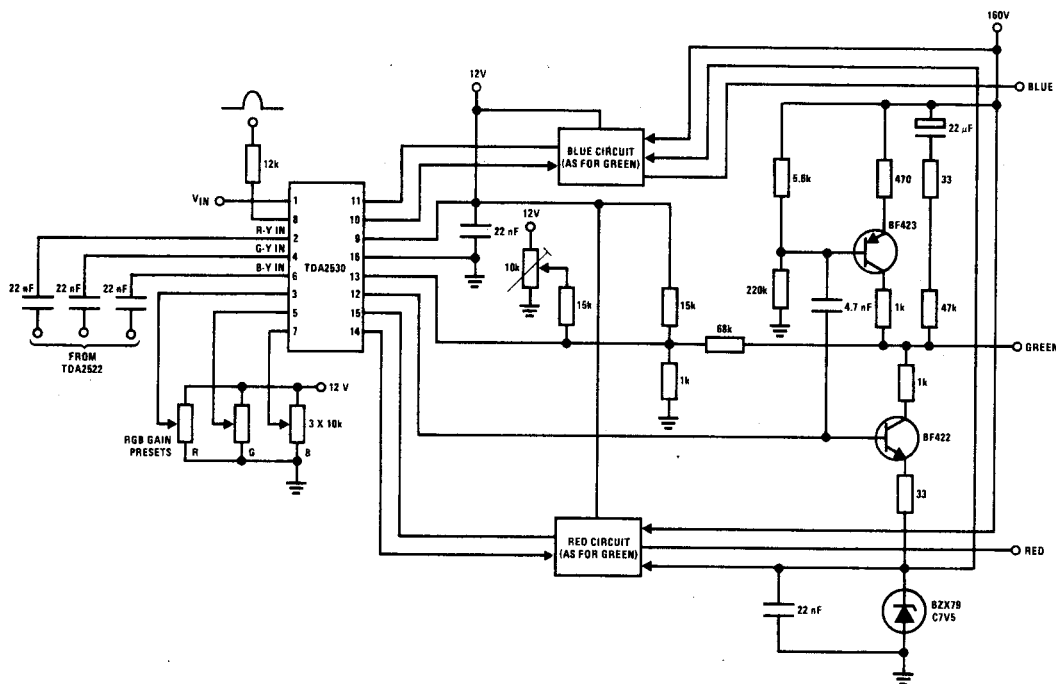 160V
12V
BLUE
BLUE CIRCUIT
(AS FOR GREEN)
12k
VIN
1
8
2
4
6
3
5
7
TDA2530
11
10
9
16
13
12
15
14
R-Y IN
G-Y IN
B-Y IN
22 nF
22 nF
22 nF
FROM
TDA2522
22 nF
12V
10k
15k
15k
68k
1k
5.6k
470
22 µF
33
BF423
220k
4.7 nF
1k
47k
GREEN
1k
BF422
33
12 V
3 X 10k
RGB GAIN
PRESETS
R
G
B
RED CIRCUIT
(AS FOR GREEN)
RED
22 nF
BZX79
C7V5